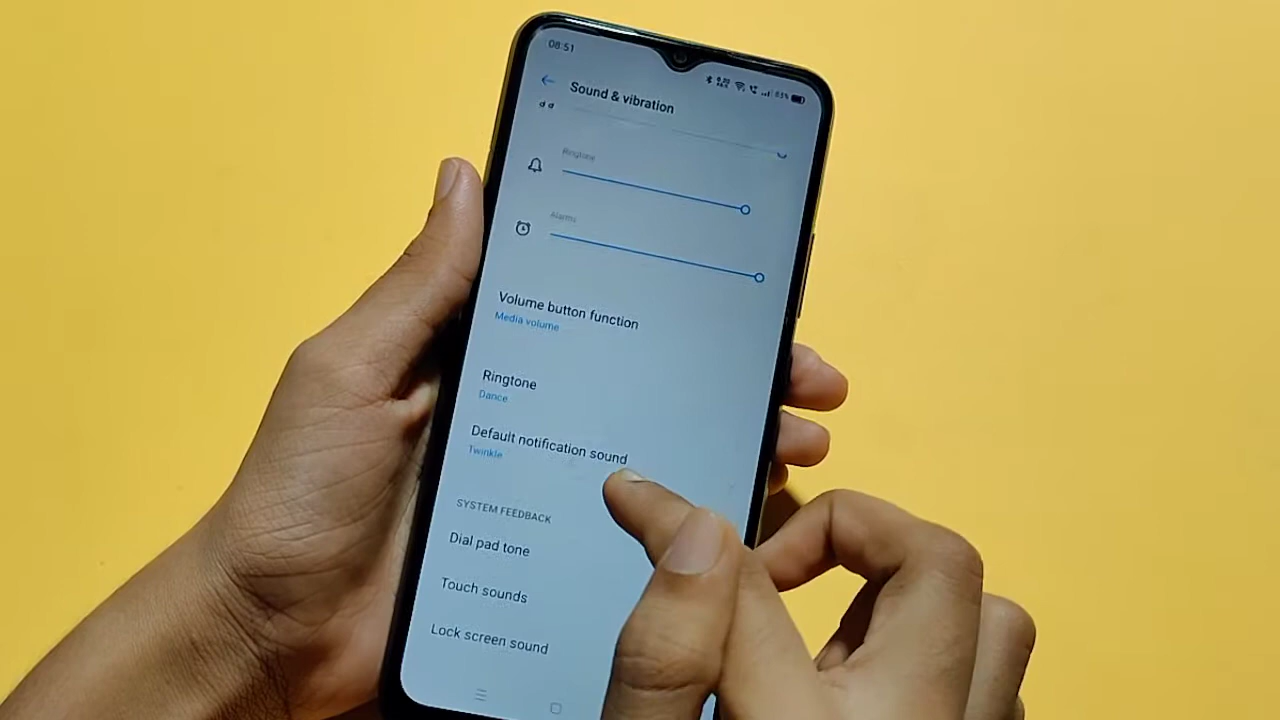 08:51
83%
Sound & vibration
Ringtone
Alarms
Volume button function
Media volume
Ringtone
Dance
Default notification sound
Twinkle
SYSTEM FEEDBACK
Dial pad tone
Touch sounds
Lock screen sound